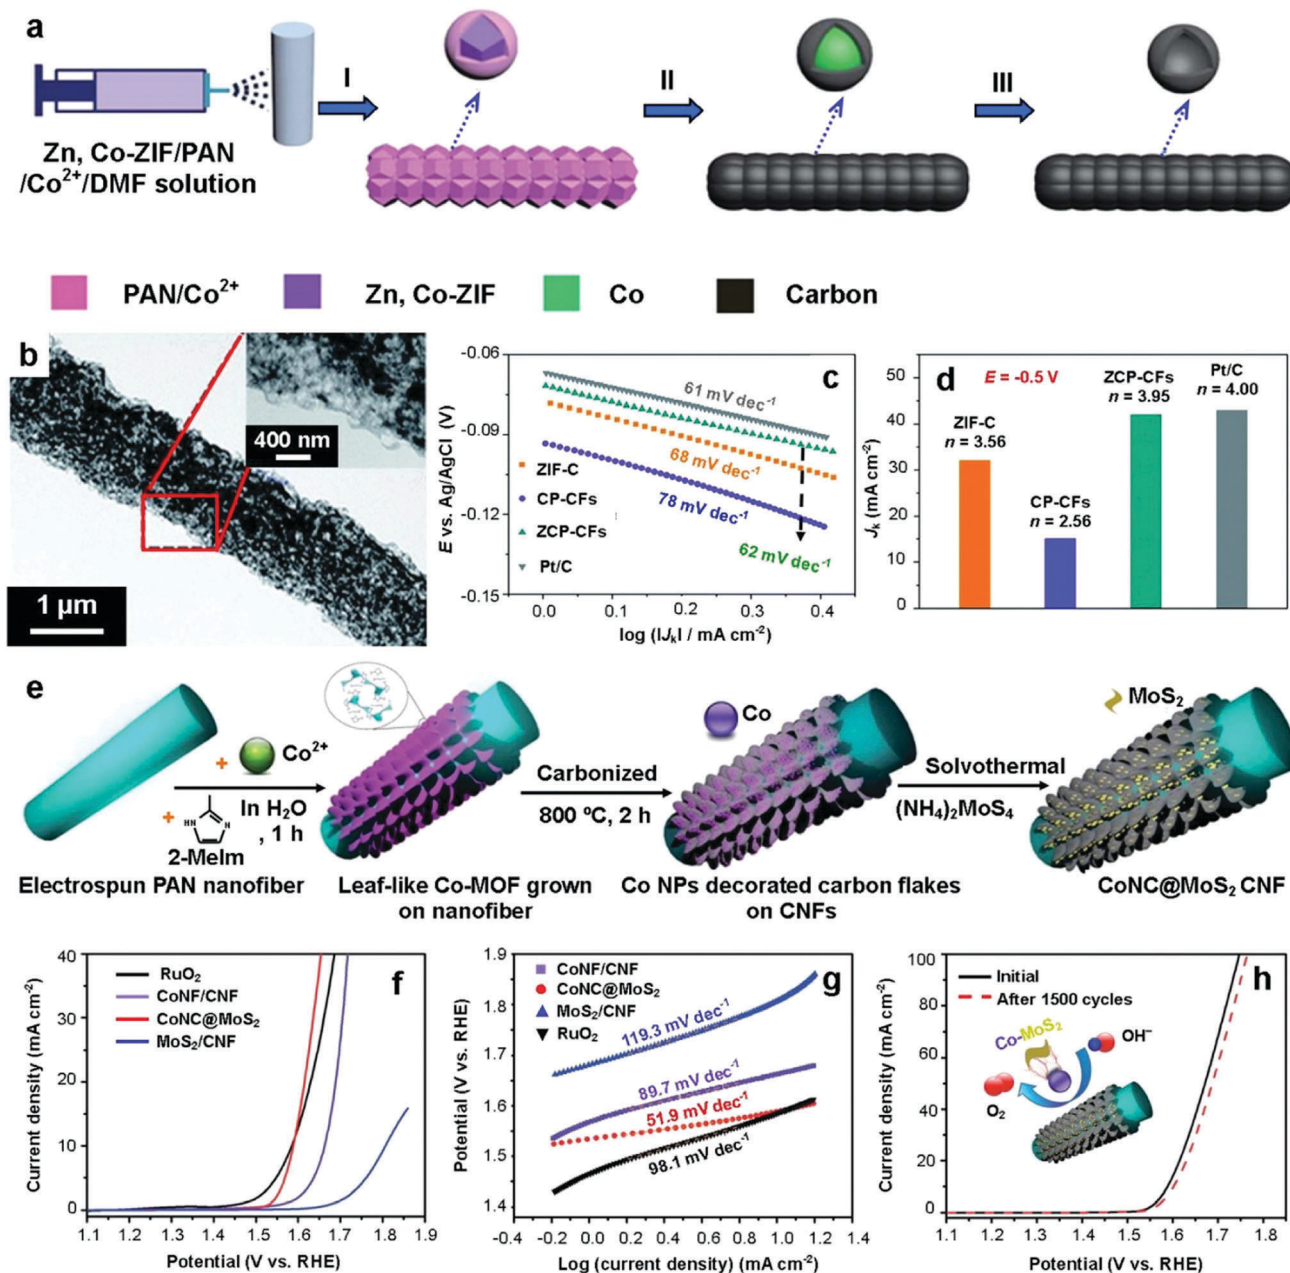 a
I
II
III
Zn, Co-ZIF/PAN
/Co²⁺/DMF solution
PAN/Co²⁺
Zn, Co-ZIF
Co
Carbon
b
400 nm
1 µm
c
-0.06
-0.09
-0.12
-0.15
E vs. Ag/AgCl (V)
61 mV dec⁻¹
68 mV dec⁻¹
78 mV dec⁻¹
62 mV dec⁻¹
ZIF-C
CP-CFs
ZCP-CFs
Pt/C
0.0 0.1 0.2 0.3 0.4
log (IJₖI / mA cm⁻²)
d
E = -0.5 V
50
40
30
20
10
0
Jₖ (mA cm⁻²)
ZIF-C
n = 3.56
CP-CFs
n = 2.56
ZCP-CFs
n = 3.95
Pt/C
n = 4.00
e
+ Co²⁺
In H₂O
, 1 h
+
HN N
2-MeIm
Carbonized
800 ºC, 2 h
Co
Solvothermal
(NH₄)₂MoS₄
MoS₂
Electrospun PAN nanofiber
Leaf-like Co-MOF grown
on nanofiber
Co NPs decorated carbon flakes
on CNFs
CoNC@MoS₂ CNF
f
RuO₂
CoNF/CNF
CoNC@MoS₂
MoS₂/CNF
40
30
20
10
0
Current density (mA cm⁻²)
1.1 1.2 1.3 1.4 1.5 1.6 1.7 1.8 1.9
Potential (V vs. RHE)
g
CoNF/CNF
CoNC@MoS₂
MoS₂/CNF
RuO₂
119.3 mV dec⁻¹
89.7 mV dec⁻¹
51.9 mV dec⁻¹
98.1 mV dec⁻¹
1.9
1.8
1.7
1.6
1.5
1.4
Potential (V vs. RHE)
-0.4 -0.2 0.0 0.2 0.4 0.6 0.8 1.0 1.2 1.4
Log (current density) (mA cm⁻²)
h
Initial
After 1500 cycles
Co-MoS₂
OH⁻
O₂
100
80
60
40
20
0
Current density (mA cm⁻²)
1.1 1.2 1.3 1.4 1.5 1.6 1.7 1.8
Potential (V vs. RHE)